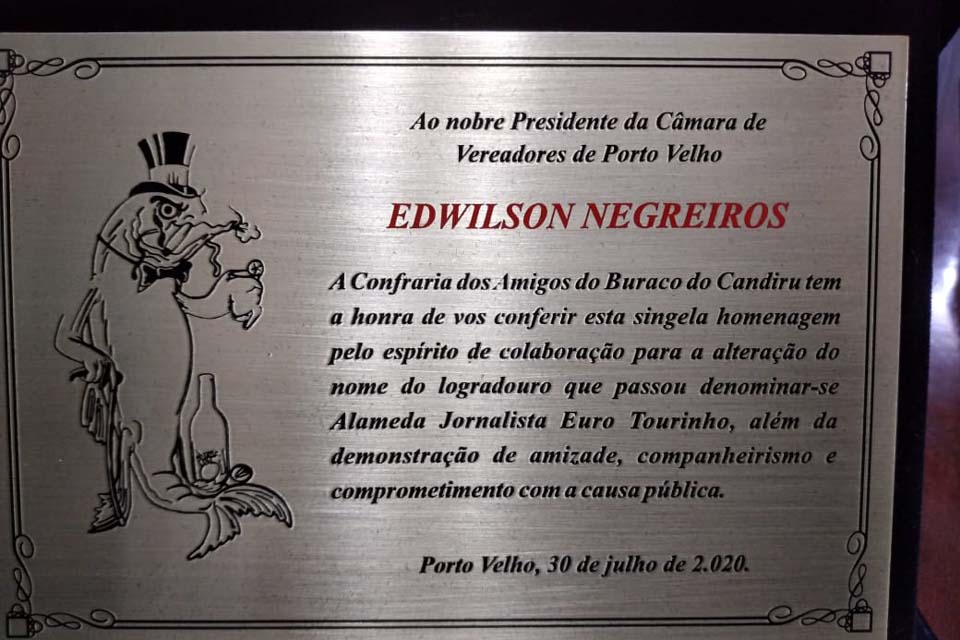 Ao nobre Presidente da Câmara de
Vereadores de Porto Velho
EDWILSON NEGREIROS
A Confraria dos Amigos do Buraco do Candiru tem
a honra de vos conferir esta singela homenagem
pelo espírito de colaboração para a alteração do
nome do logradouro que passou denominar-se
Alameda Jornalista Euro Tourinho, além da
demonstração de amizade, companheirismo e
comprometimento com a causa pública.
Porto Velho, 30 de julho de 2.020.